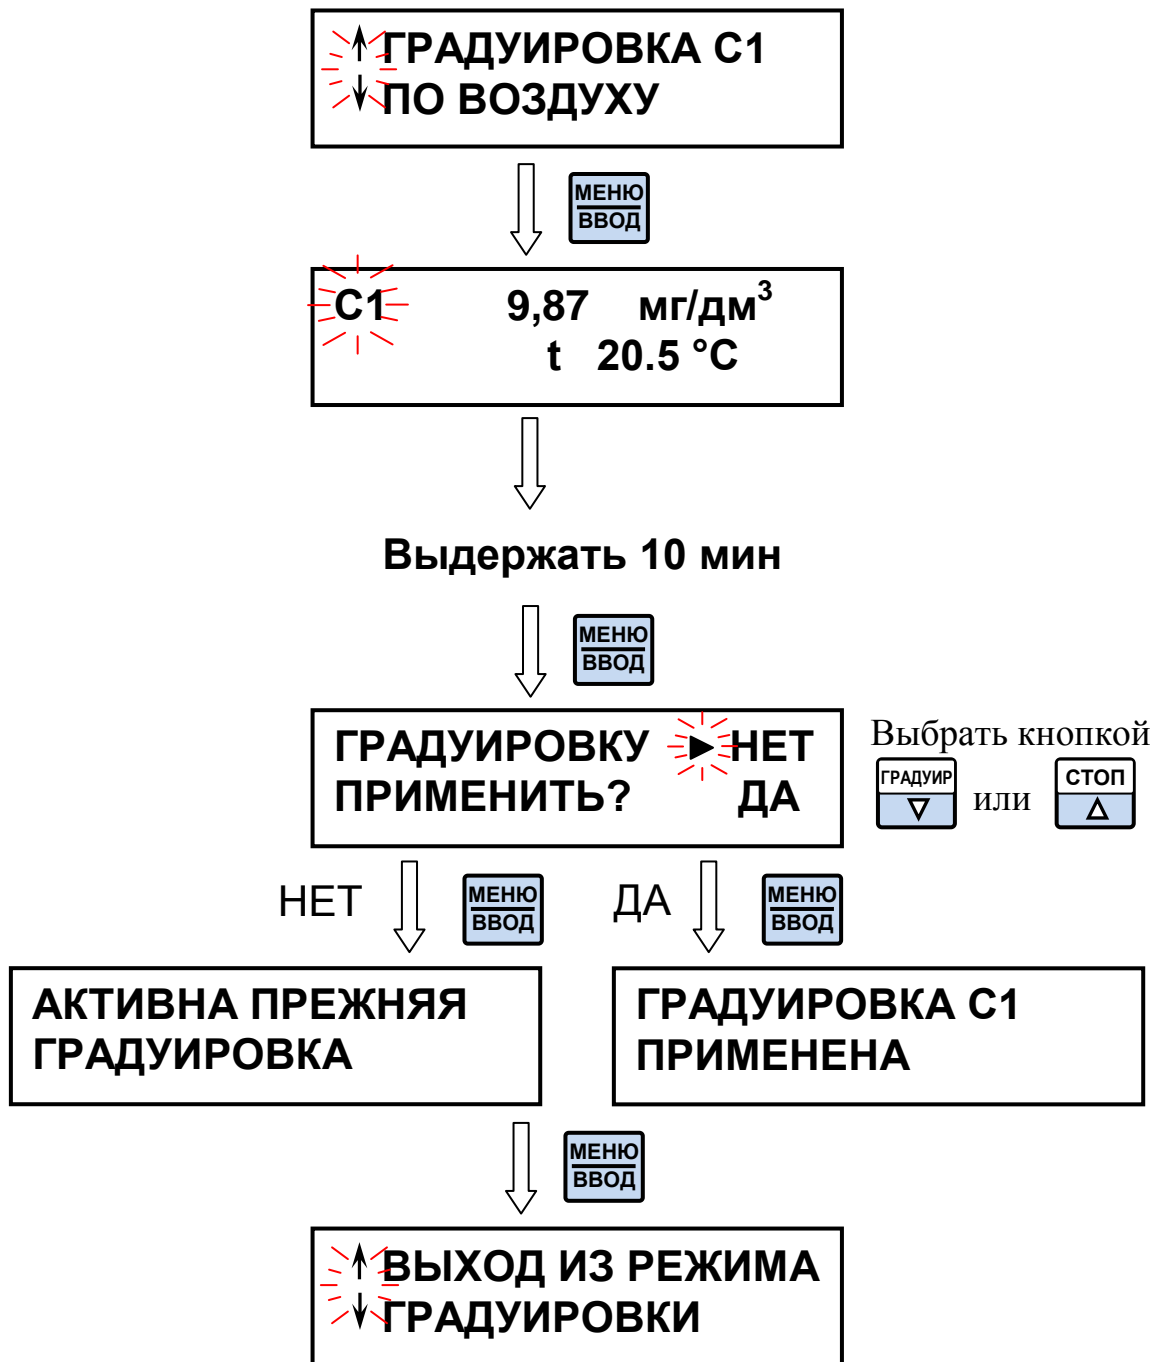 ГРАДУИРОВКА С1
ПО ВОЗДУХУ
МЕНЮ
ВВОД
С1 9,87 мг/дм³
t 20.5 °С
Выдержать 10 мин
МЕНЮ
ВВОД
ГРАДУИРОВКУ ► НЕТ
ПРИМЕНИТЬ? ДА
Выбрать кнопкой
ГРАДУИР или СТОП
НЕТ
МЕНЮ
ВВОД
ДА
МЕНЮ
ВВОД
АКТИВНА ПРЕЖНЯЯ
ГРАДУИРОВКА
ГРАДУИРОВКА С1
ПРИМЕНЕНА
МЕНЮ
ВВОД
ВЫХОД ИЗ РЕЖИМА
ГРАДУИРОВКИ